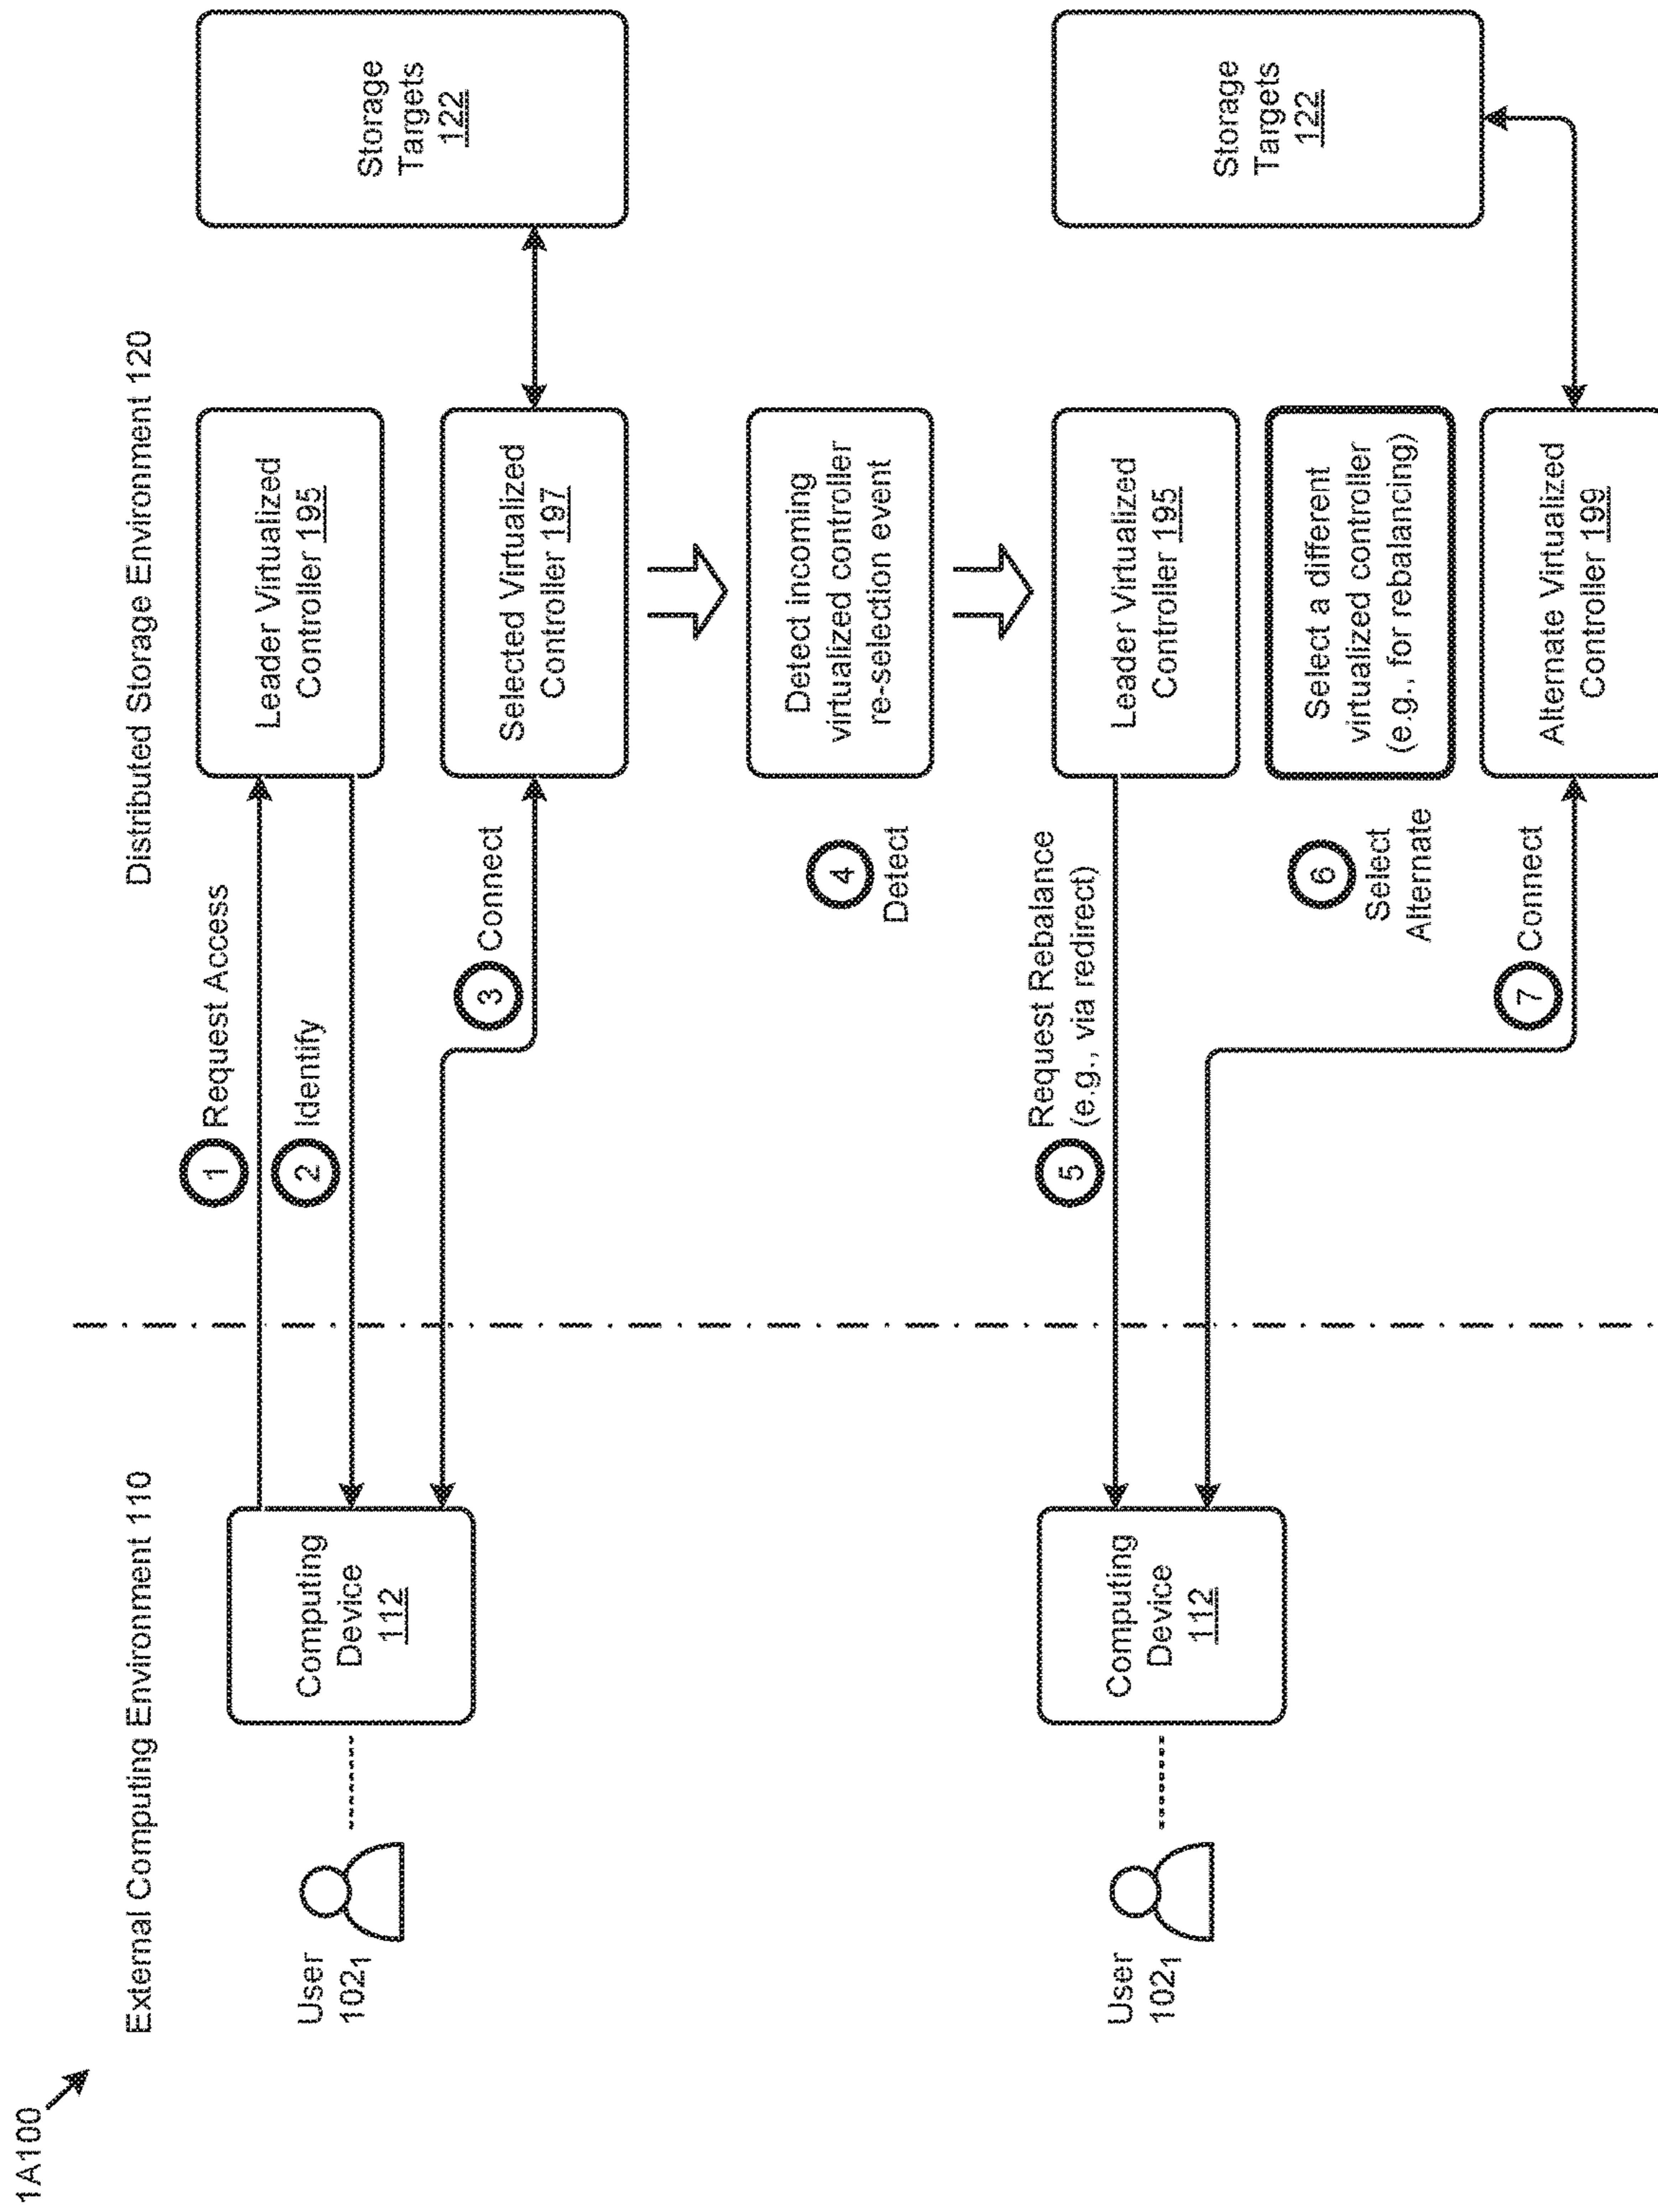 1A100
External Computing Environment 110
Distributed Storage Environment 120
User
102₁
Computing
Device
112
1
Request Access
2
Identify
3
Connect
Leader Virtualized
Controller 195
Selected Virtualized
Controller 197
Storage
Targets
122
4
Detect
Detect incoming
virtualized controller
re-selection event
User
102₁
Computing
Device
112
5
Request Rebalance
(e.g., via redirect)
Leader Virtualized
Controller 195
6
Select
Alternate
Select a different
virtualized controller
(e.g., for rebalancing)
7
Connect
Alternate Virtualized
Controller 199
Storage
Targets
122